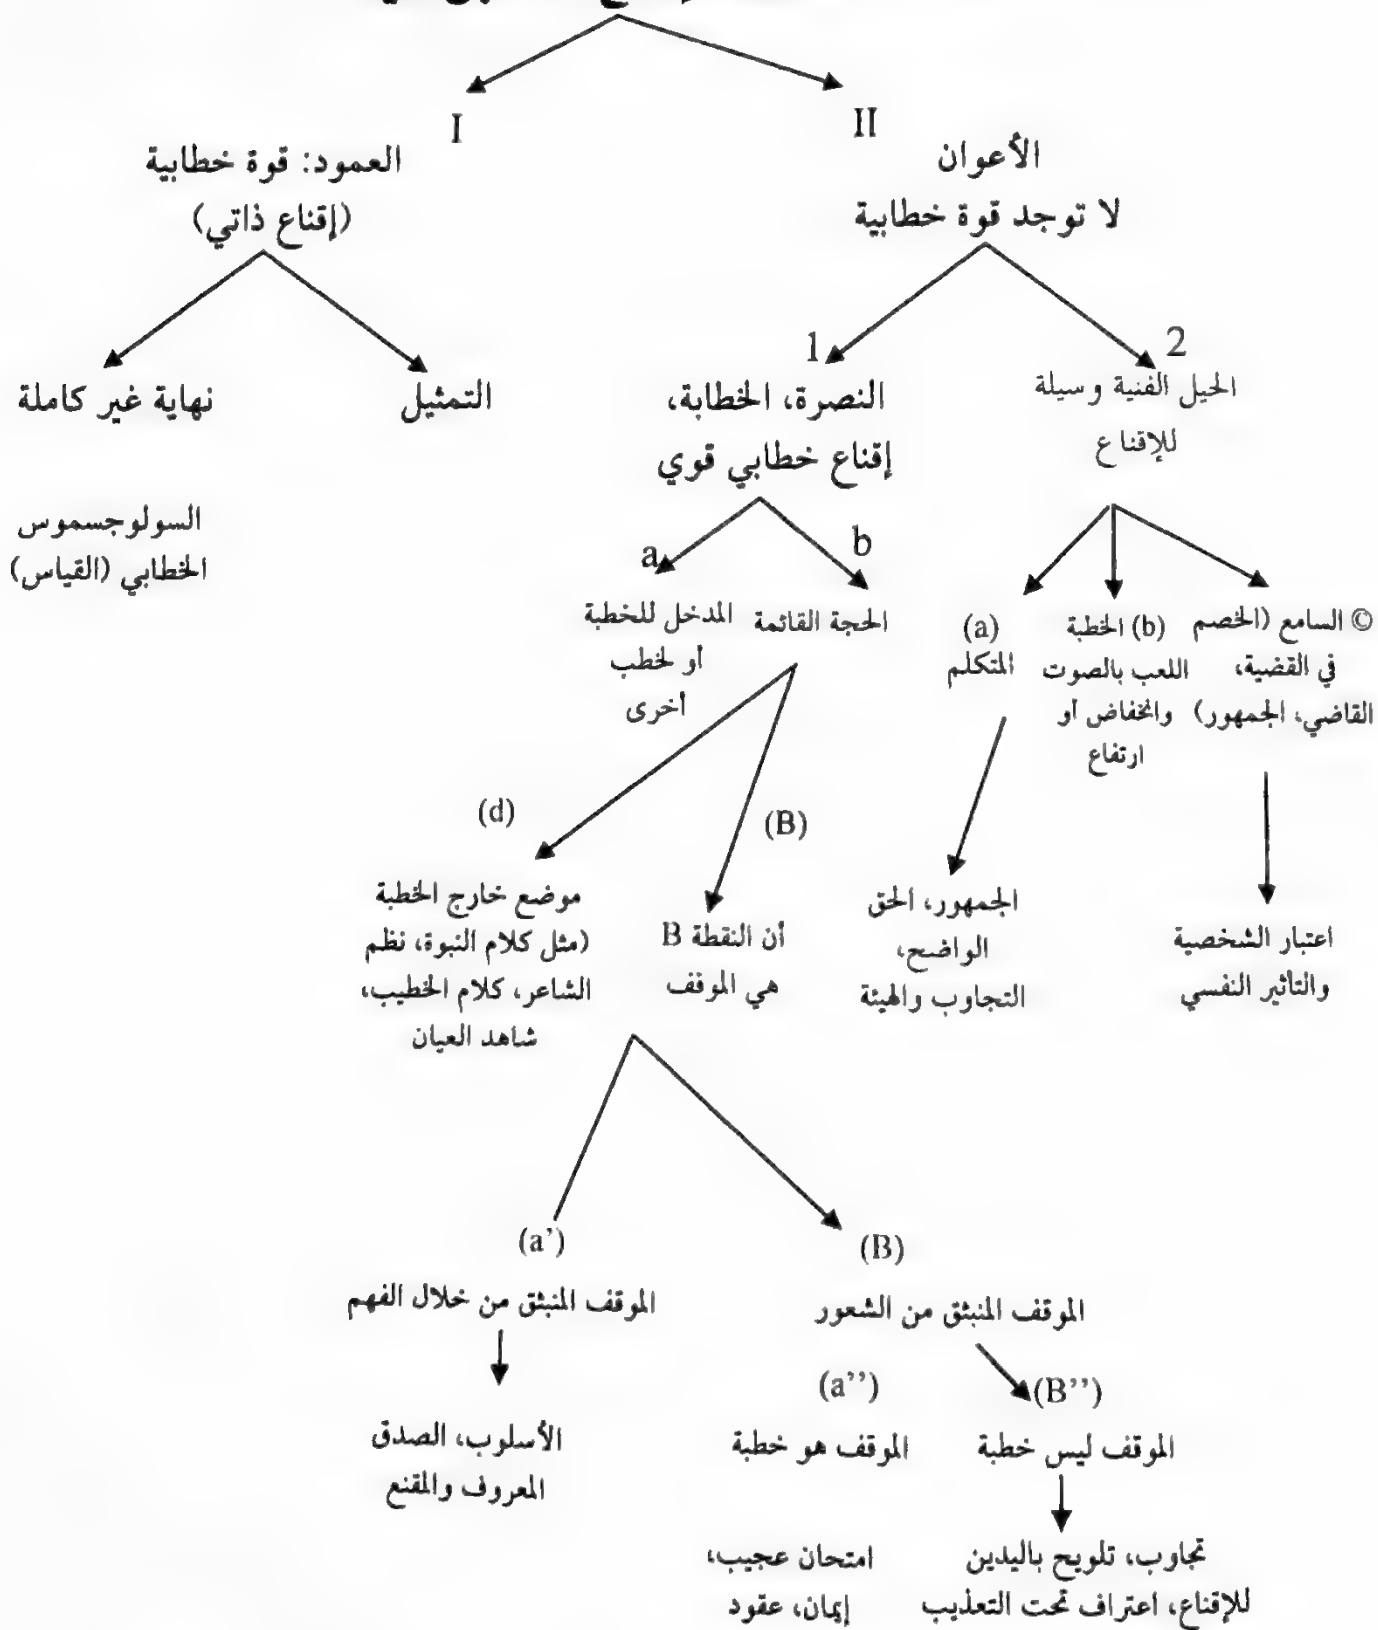 I
II
العمود: قوة خطابية
(إقناع ذاتي)
الأعوان
لا توجد قوة خطابية
1
2
نهاية غير كاملة
التمثيل
النصرة، الخطابة،
إقناع خطابي قوي
الحيل الفنية وسيلة
للإقناع
السولوجسموس
الخطابي (القياس)
a
b
المدخل للخطبة
أو لخطب
أخرى
الحجة القائمة
(a)
المتكلم
(b) الخطبة
اللعب بالصوت
وانخفاض أو
ارتفاع
© السامع (الخصم
في القضية،
القاضي، الجمهور)
(d)
(B)
موضع خارج الخطبة
(مثل كلام النبوة، نظم
الشاعر، كلام الخطيب،
شاهد العيان
أن النقطة B
هي الموقف
الجمهور، الحق
الواضح،
التجاوب والهيئة
اعتبار الشخصية
والتأثير النفسي
(a’)
(B)
الموقف المنبثق من خلال الفهم
الموقف المنبثق من الشعور
(a’’)
(B’’)
الأسلوب، الصدق
المعروف والمقنع
الموقف هو خطبة
الموقف ليس خطبة
امتحان عجيب،
إيمان، عقود
تجاوب، تلويح باليدين
للإقناع، اعتراف تحت التعذيب